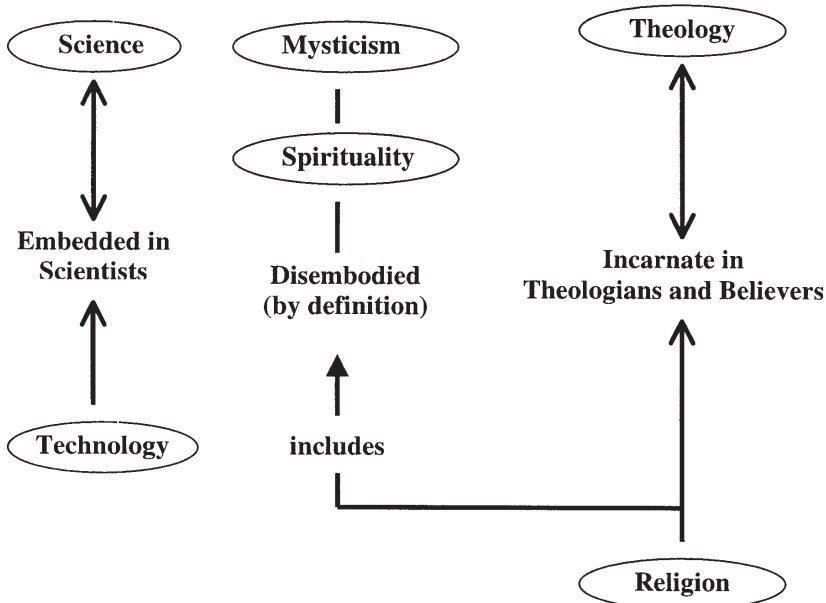 Science
Mysticism
Theology
Spirituality
Embedded in
Scientists
Disembodied
(by definition)
Incarnate in
Theologians and Believers
Technology
includes
Religion